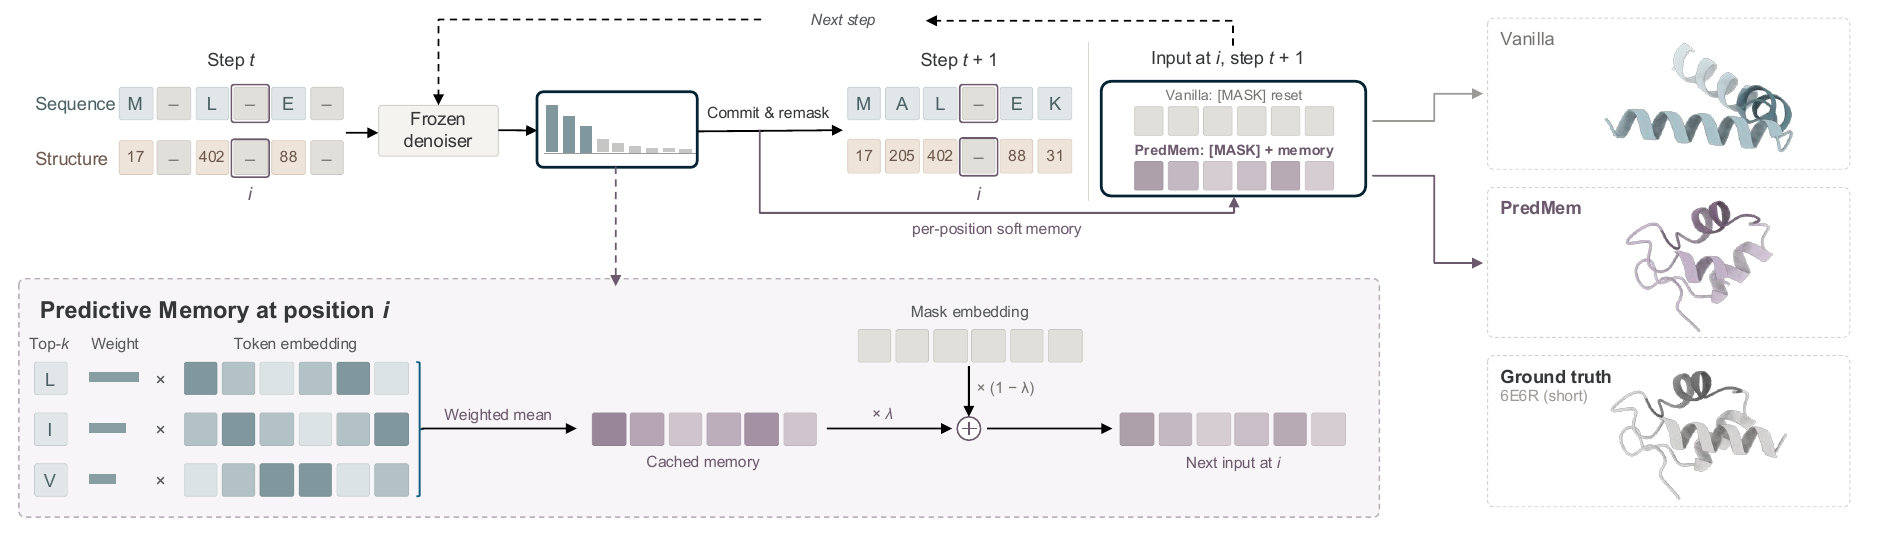 Next step
Step t
Step t + 1
Input at i, step t + 1
Vanilla
Sequence M – L – E –
Frozen denoiser
Commit & remask
M A L – E K
Vanilla: [MASK] reset
Structure 17 – 402 – 88 –
17 205 402 – 88 31
PredMem: [MASK] + memory
i
i
per-position soft memory
PredMem
Predictive Memory at position i
Top-k Weight Token embedding
Mask embedding
L ×
× (1 − λ)
I ×
Weighted mean
× λ
+
V ×
Cached memory
Next input at i
Ground truth
6E6R (short)